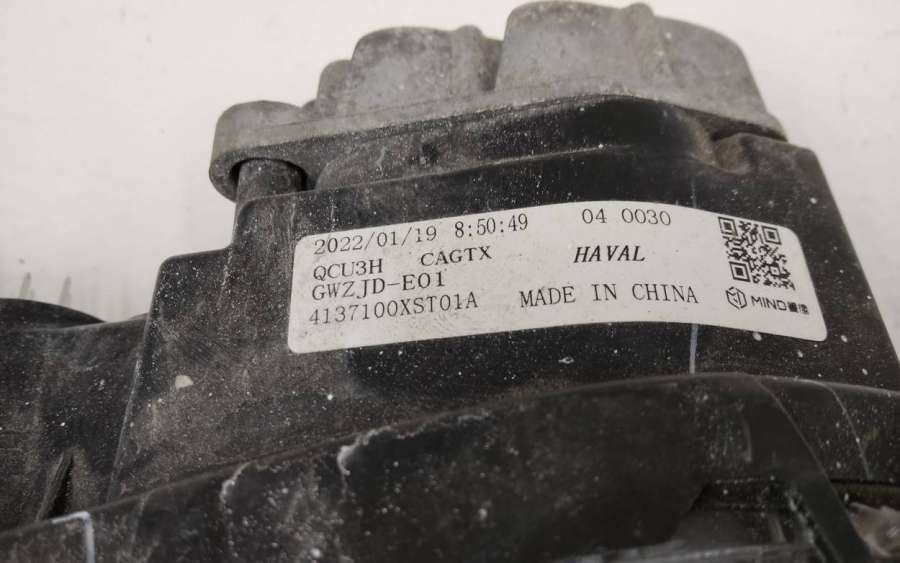 2022/01/19 8:50:49 04 0030
QCU3H CAGTX HAVAL
GWZJD-E01
4137100XST01A MADE IN CHINA
MIND